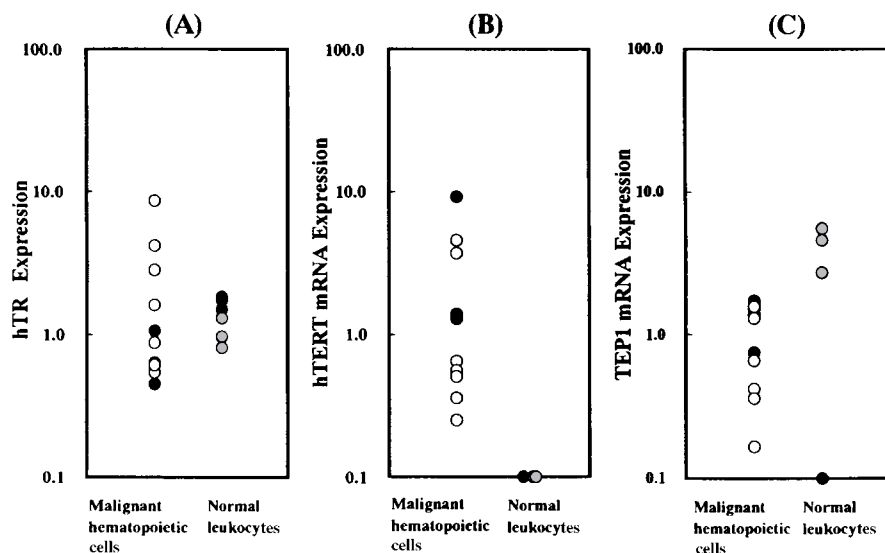 (A)
hTR Expression
100.0
10.0
1.0
0.1
Malignant
hematopoietic
cells
Normal
leukocytes
(B)
hTERT mRNA Expression
100.0
10.0
1.0
0.1
Malignant
hematopoietic
cells
Normal
leukocytes
(C)
TEP1 mRNA Expression
100.0
10.0
1.0
0.1
Malignant
hematopoietic
cells
Normal
leukocytes